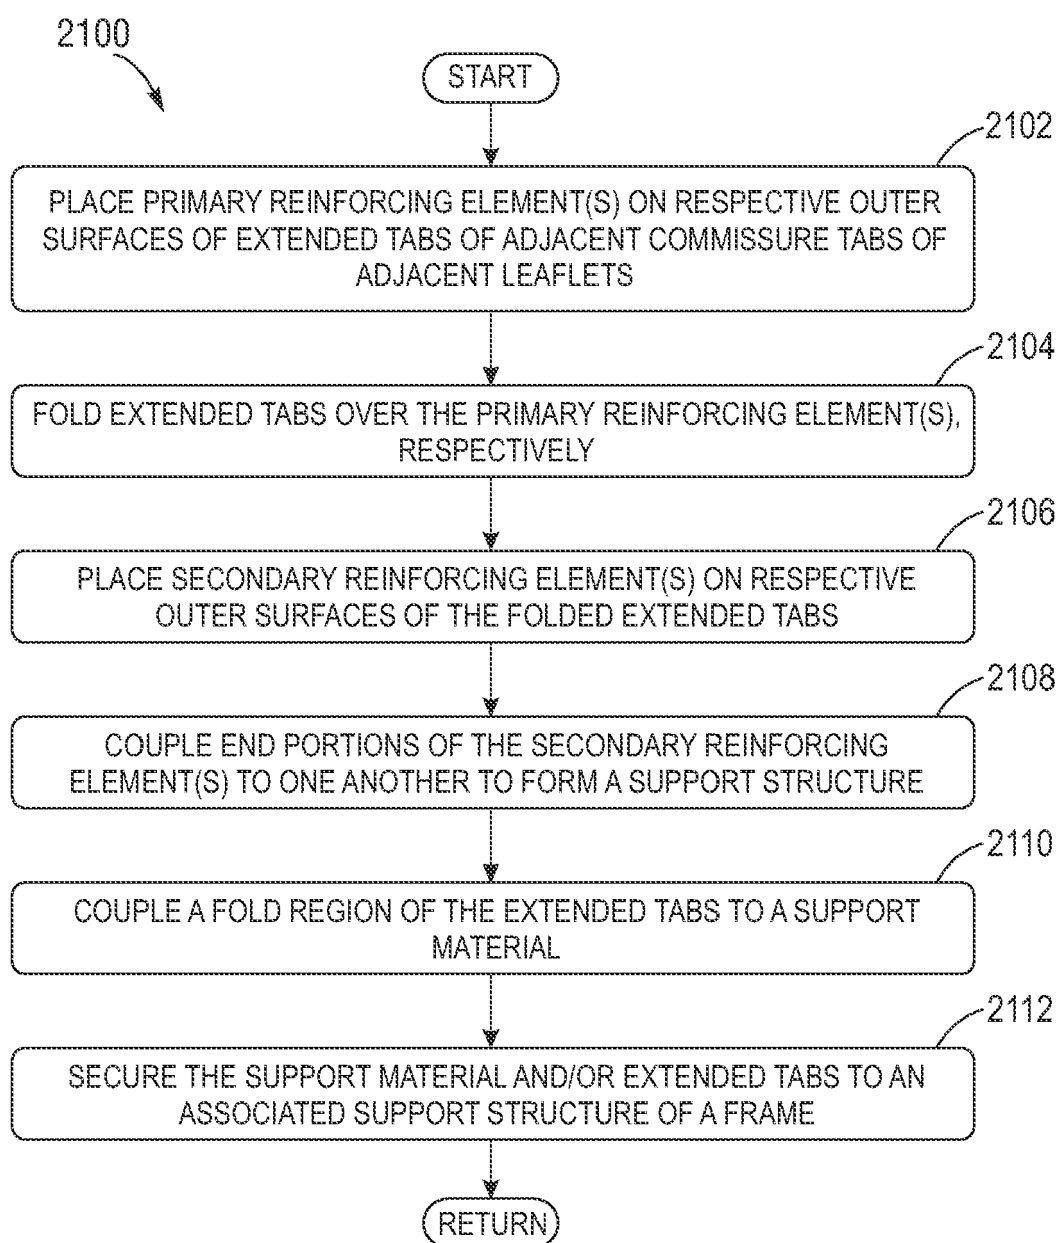 2100
START
2102
PLACE PRIMARY REINFORCING ELEMENT(S) ON RESPECTIVE OUTER
SURFACES OF EXTENDED TABS OF ADJACENT COMMISSURE TABS OF
ADJACENT LEAFLETS
2104
FOLD EXTENDED TABS OVER THE PRIMARY REINFORCING ELEMENT(S),
RESPECTIVELY
2106
PLACE SECONDARY REINFORCING ELEMENT(S) ON RESPECTIVE
OUTER SURFACES OF THE FOLDED EXTENDED TABS
2108
COUPLE END PORTIONS OF THE SECONDARY REINFORCING
ELEMENT(S) TO ONE ANOTHER TO FORM A SUPPORT STRUCTURE
2110
COUPLE A FOLD REGION OF THE EXTENDED TABS TO A SUPPORT
MATERIAL
2112
SECURE THE SUPPORT MATERIAL AND/OR EXTENDED TABS TO AN
ASSOCIATED SUPPORT STRUCTURE OF A FRAME
RETURN